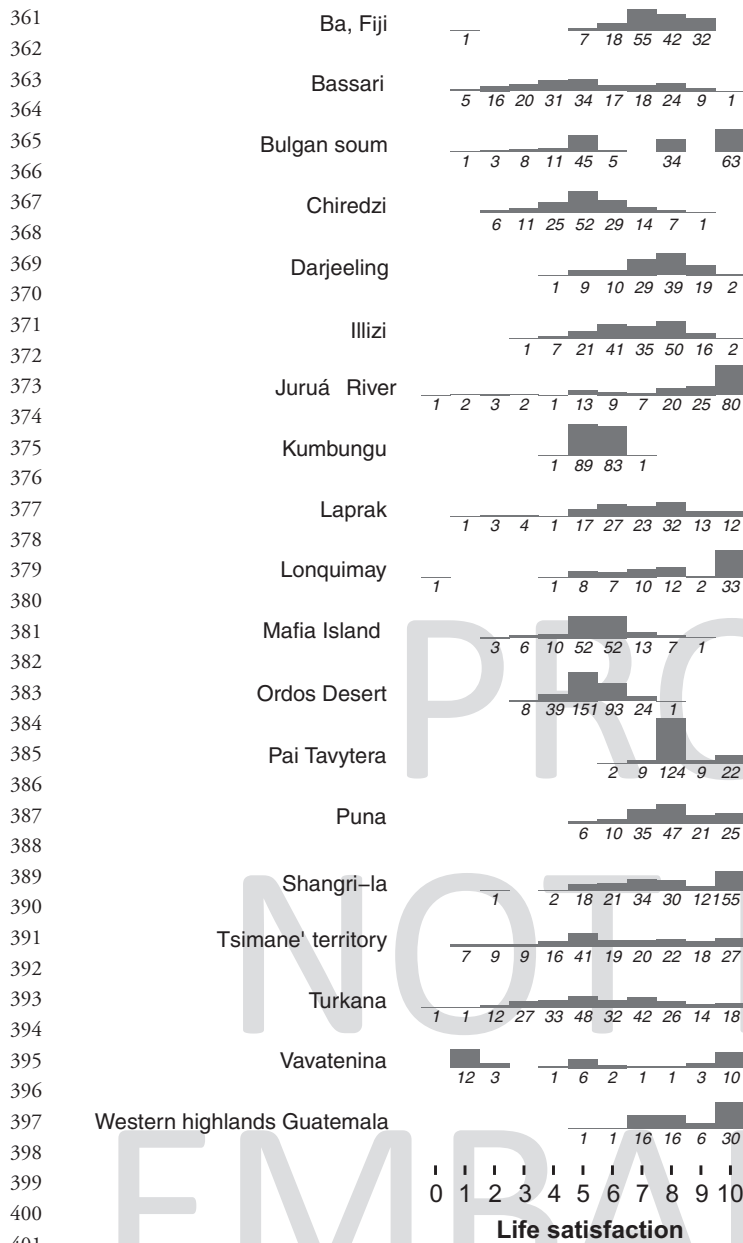 361 Ba, Fiji
1 7 18 55 42 32
362
363 Bassari
5 16 20 31 34 17 18 24 9 1
364
365 Bulgan soum
1 3 8 11 45 5 34 63
366
367 Chiredzi
6 11 25 52 29 14 7 1
368
369 Darjeeling
1 9 10 29 39 19 2
370
371 Illizi
1 7 21 41 35 50 16 2
372
373 Juruá River
1 2 3 2 1 13 9 7 20 25 80
374
375 Kumbungu
1 89 83 1
376
377 Laprak
1 3 4 1 17 27 23 32 13 12
378
379 Lonquimay
1 1 8 7 10 12 2 33
380
381 Mafia Island
3 6 10 52 52 13 7 1
382
383 Ordos Desert
8 39 151 93 24 1
384
385 Pai Tavytera
2 9 124 9 22
386
387 Puna
6 10 35 47 21 25
388
389 Shangri–la
1 2 18 21 34 30 12155
390
391 Tsimane' territory
7 9 9 16 41 19 20 22 18 27
392
393 Turkana
1 1 12 27 33 48 32 42 26 14 18
394
395 Vavatenina
12 3 1 6 2 1 1 3 10
396
397 Western highlands Guatemala
1 1 16 16 6 30
398
399
0 1 2 3 4 5 6 7 8 9 10
400
Life satisfaction
401
PRO
NOT
EMBA